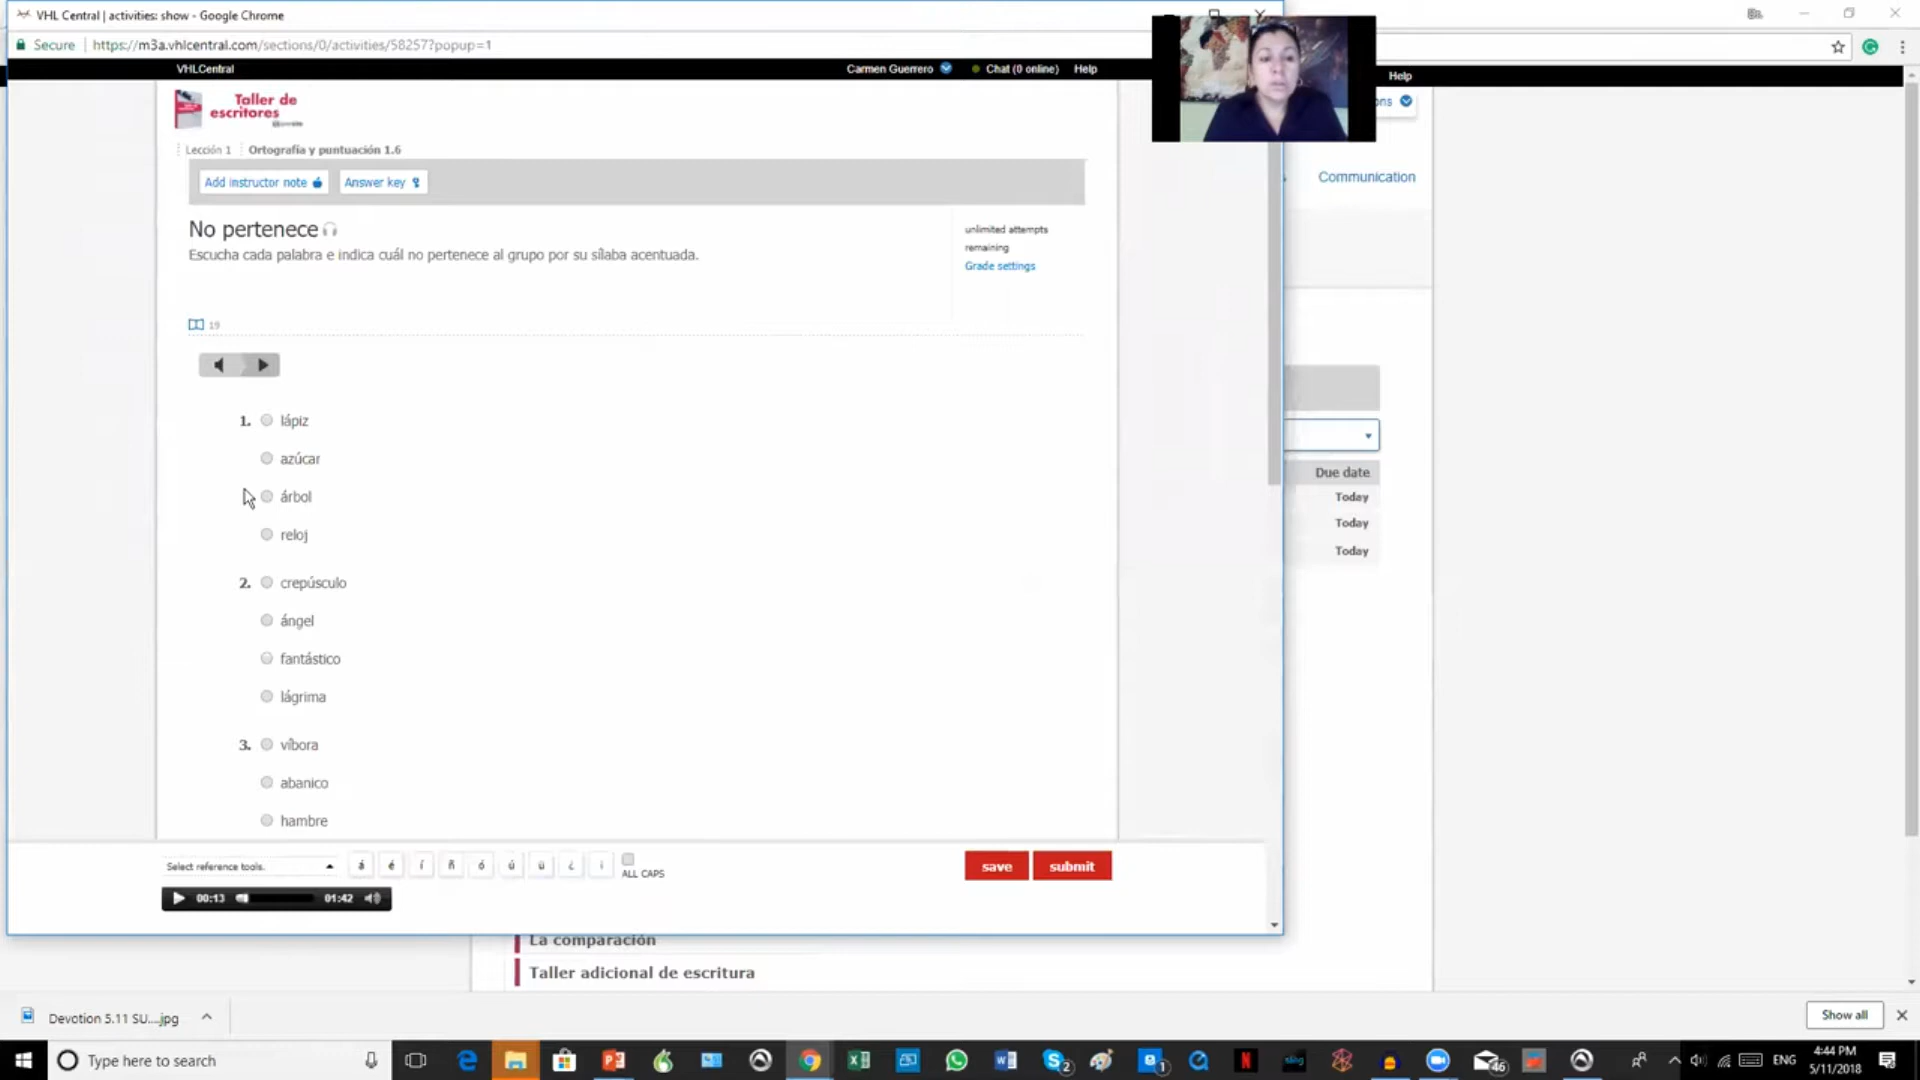 VHL Central | activities: show - Google Chrome
Secure | https://m3a.vhlcentral.com/sections/0/activities/58257?popup=1
VHLCentral
Carmen Guerrero
Chat (0 online)
Help
Help
Taller de
escritores
Lección 1
Ortografía y puntuación 1.6
Communication
Add instructor note
Answer key
No pertenece
Escucha cada palabra e indica cuál no pertenece al grupo por su sílaba acentuada.
unlimited attempts
remaining
Grade settings
19
1. lápiz
azúcar
árbol
reloj
2. crepúsculo
ángel
fantástico
lágrima
3. víbora
abanico
hambre
Due date
Today
Today
Today
Select reference tools.
á é í ñ ó ú ü ¿ ¡
ALL CAPS
save
submit
00:13
01:42
La comparación
Taller adicional de escritura
Devotion 5.11 SU....jpg
Show all
Type here to search
ENG
4:44 PM
5/11/2018